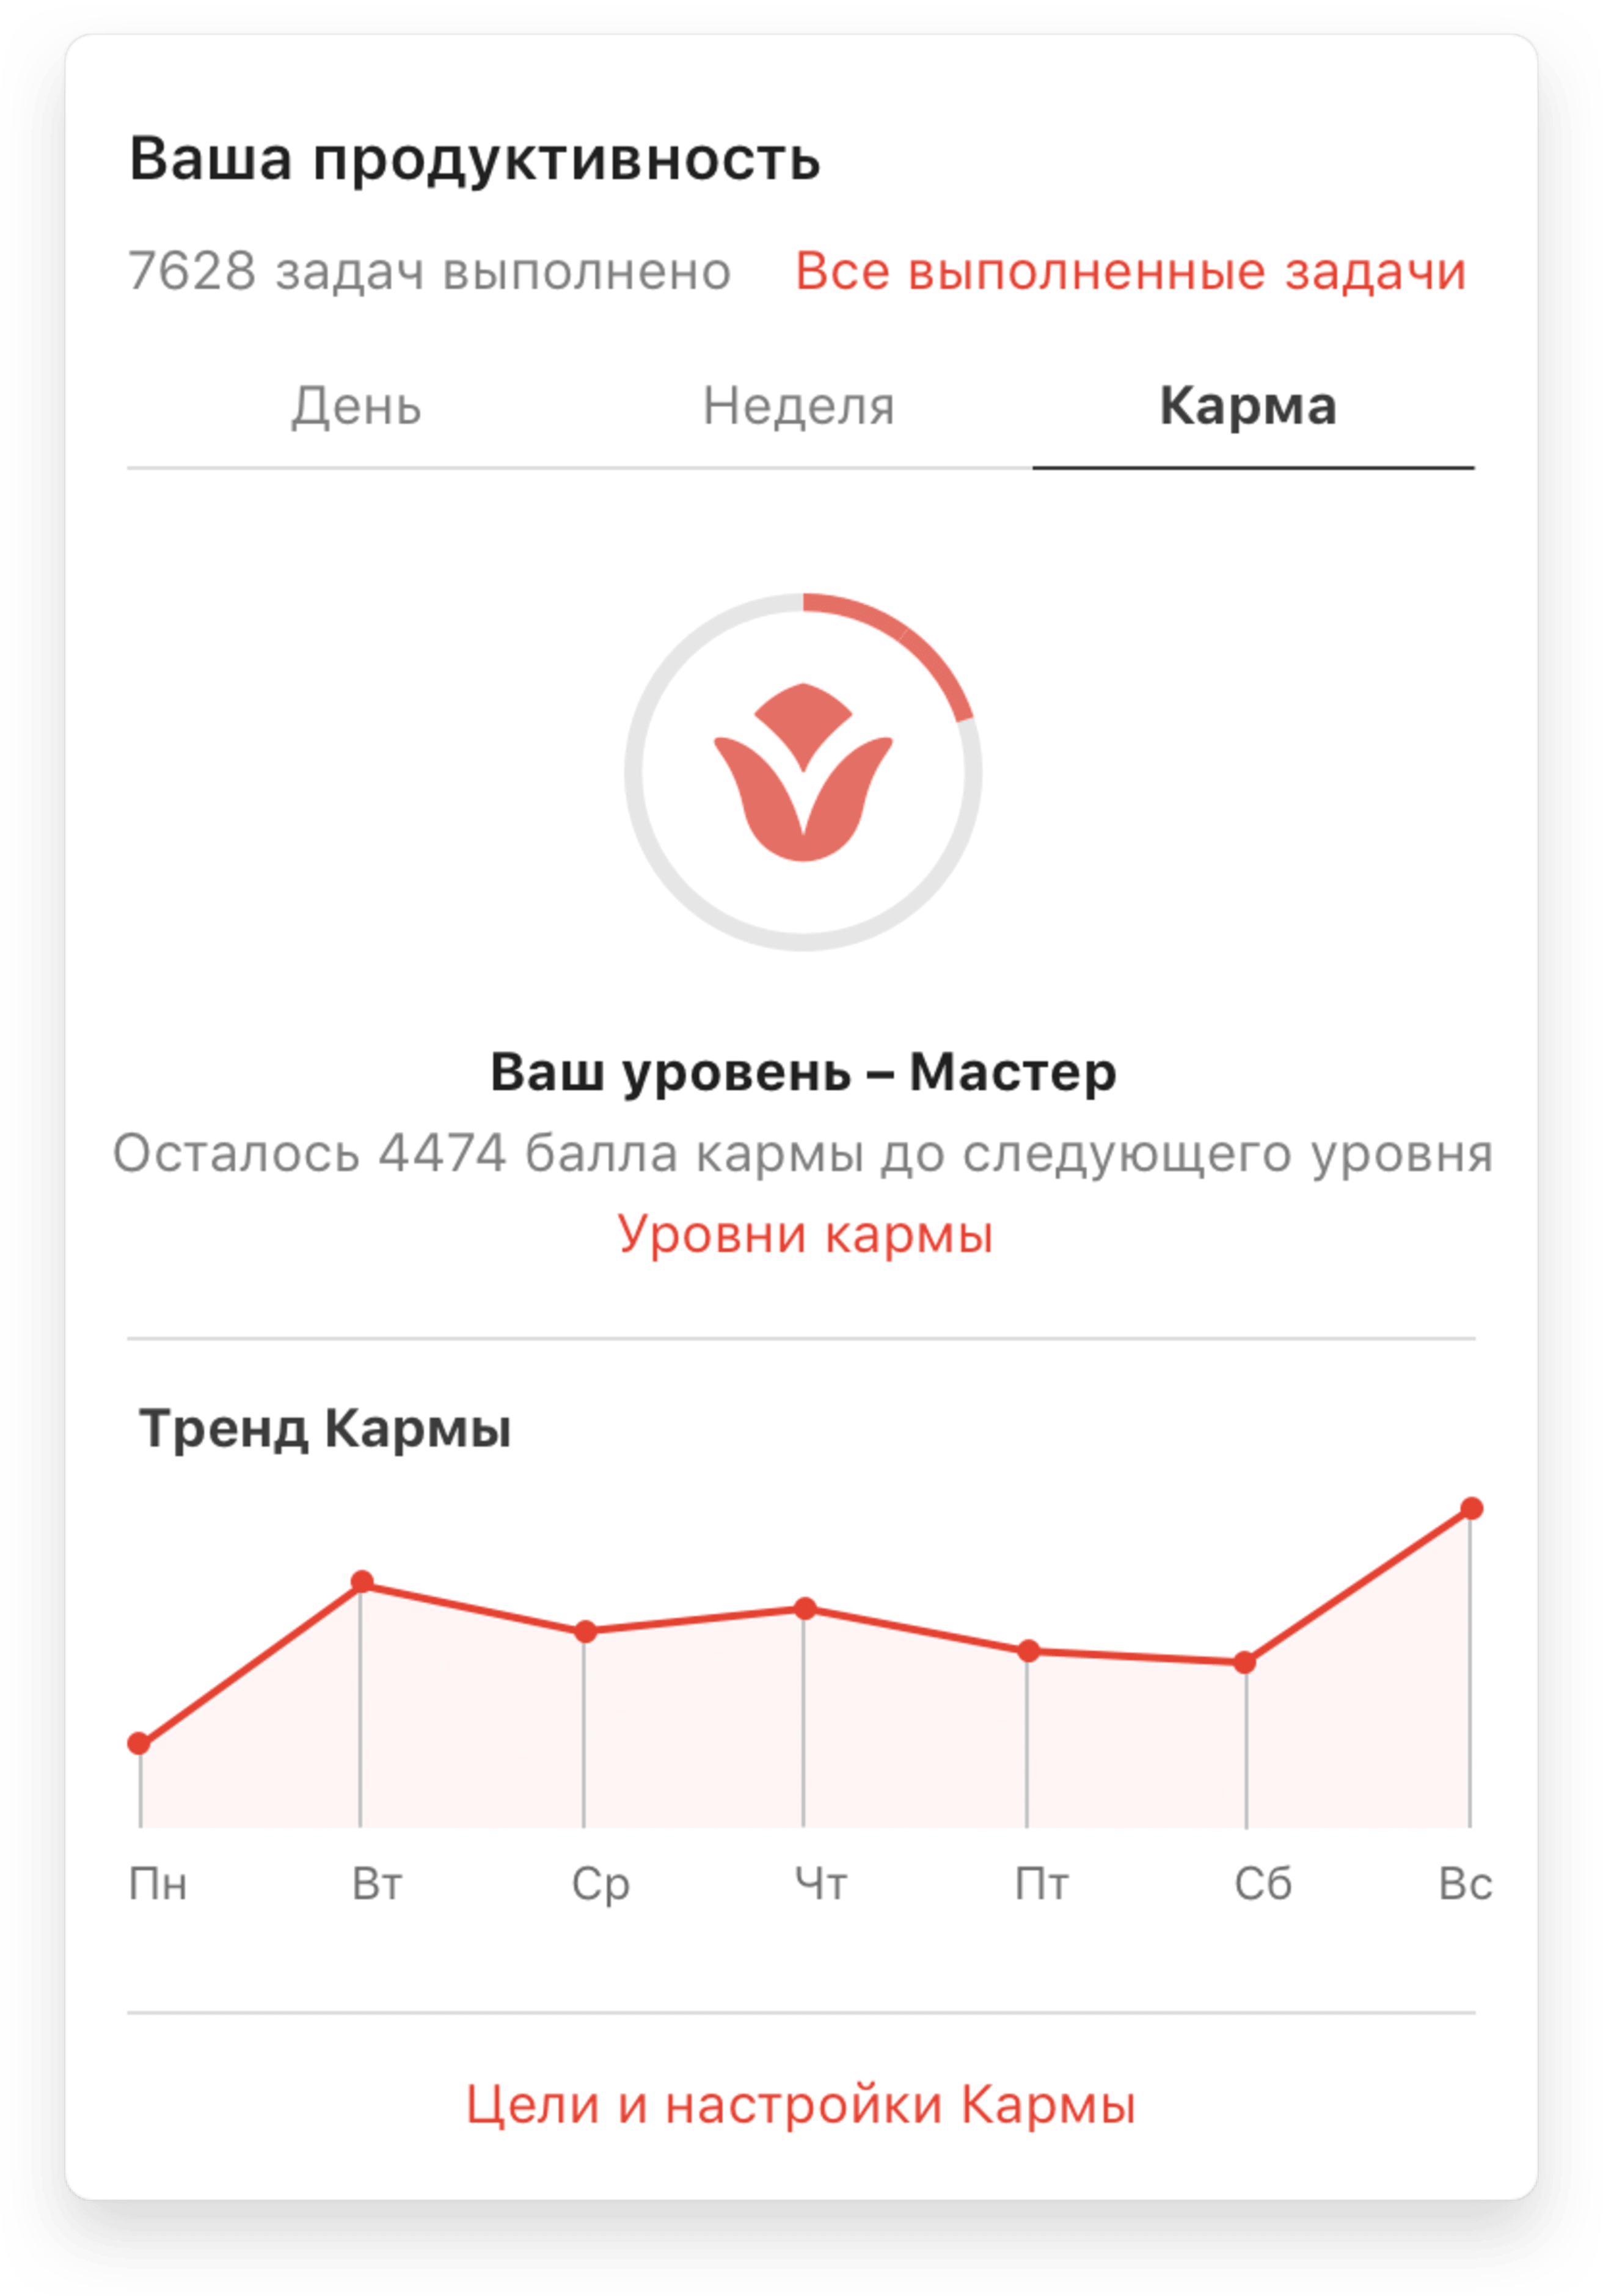 Ваша продуктивность
7628 задач выполнено Все выполненные задачи
День Неделя Карма
Ваш уровень – Мастер
Осталось 4474 балла кармы до следующего уровня
Уровни кармы
Тренд Кармы
Пн Вт Ср Чт Пт Сб Вс
Цели и настройки Кармы